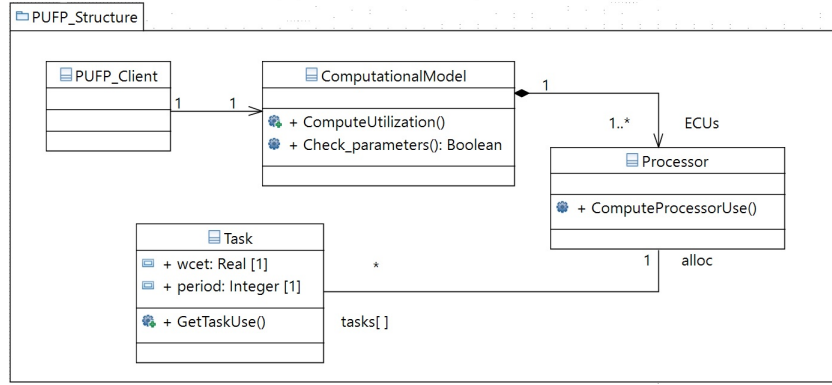 PUFP_Structure
PUFP_Client
1
1
ComputationalModel
+ ComputeUtilization()
+ Check_parameters(): Boolean
1
1..*
ECUs
Processor
+ ComputeProcessorUse()
1
alloc
Task
+ wcet: Real [1]
+ period: Integer [1]
+ GetTaskUse()
*
tasks[ ]